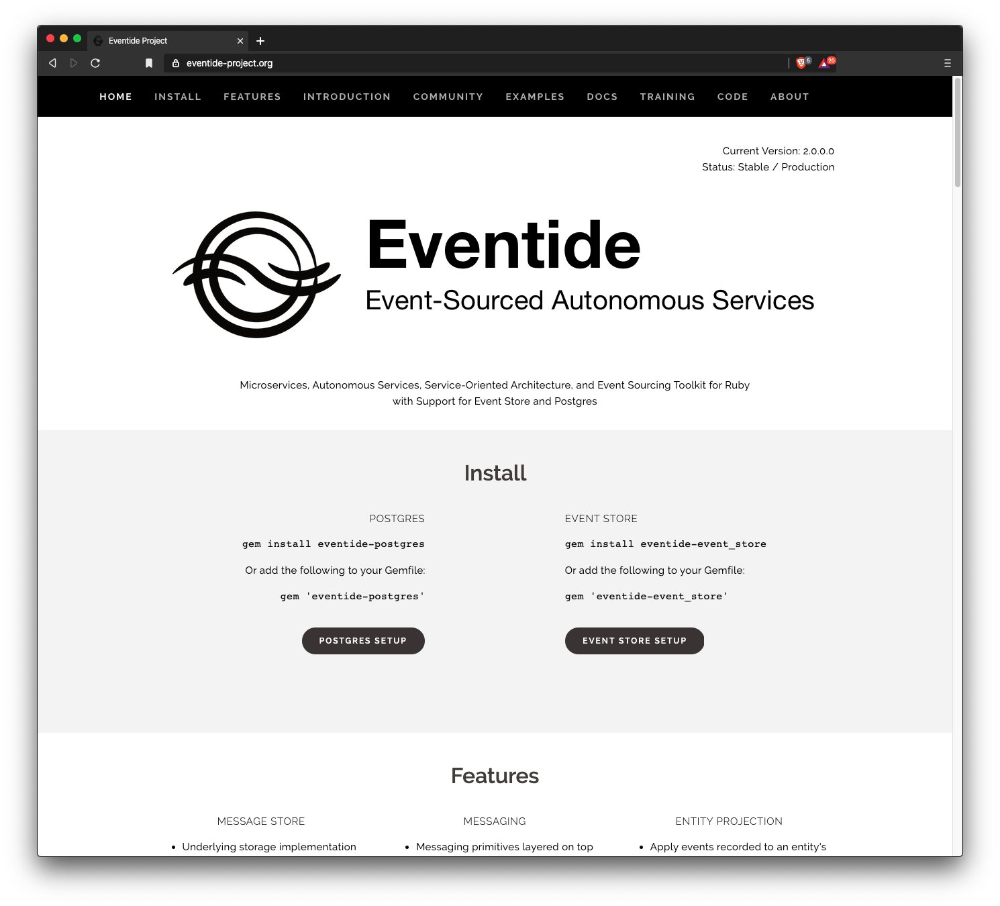 Eventide Project
eventide-project.org
5
20
HOME INSTALL FEATURES INTRODUCTION COMMUNITY EXAMPLES DOCS TRAINING CODE ABOUT
Current Version: 2.0.0.0
Status: Stable / Production
Eventide
Event-Sourced Autonomous Services
Microservices, Autonomous Services, Service-Oriented Architecture, and Event Sourcing Toolkit for Ruby
with Support for Event Store and Postgres
Install
POSTGRES
gem install eventide-postgres
Or add the following to your Gemfile:
gem 'eventide-postgres'
POSTGRES SETUP
EVENT STORE
gem install eventide-event_store
Or add the following to your Gemfile:
gem 'eventide-event_store'
EVENT STORE SETUP
Features
MESSAGE STORE
• Underlying storage implementation
MESSAGING
• Messaging primitives layered on top
ENTITY PROJECTION
• Apply events recorded to an entity's